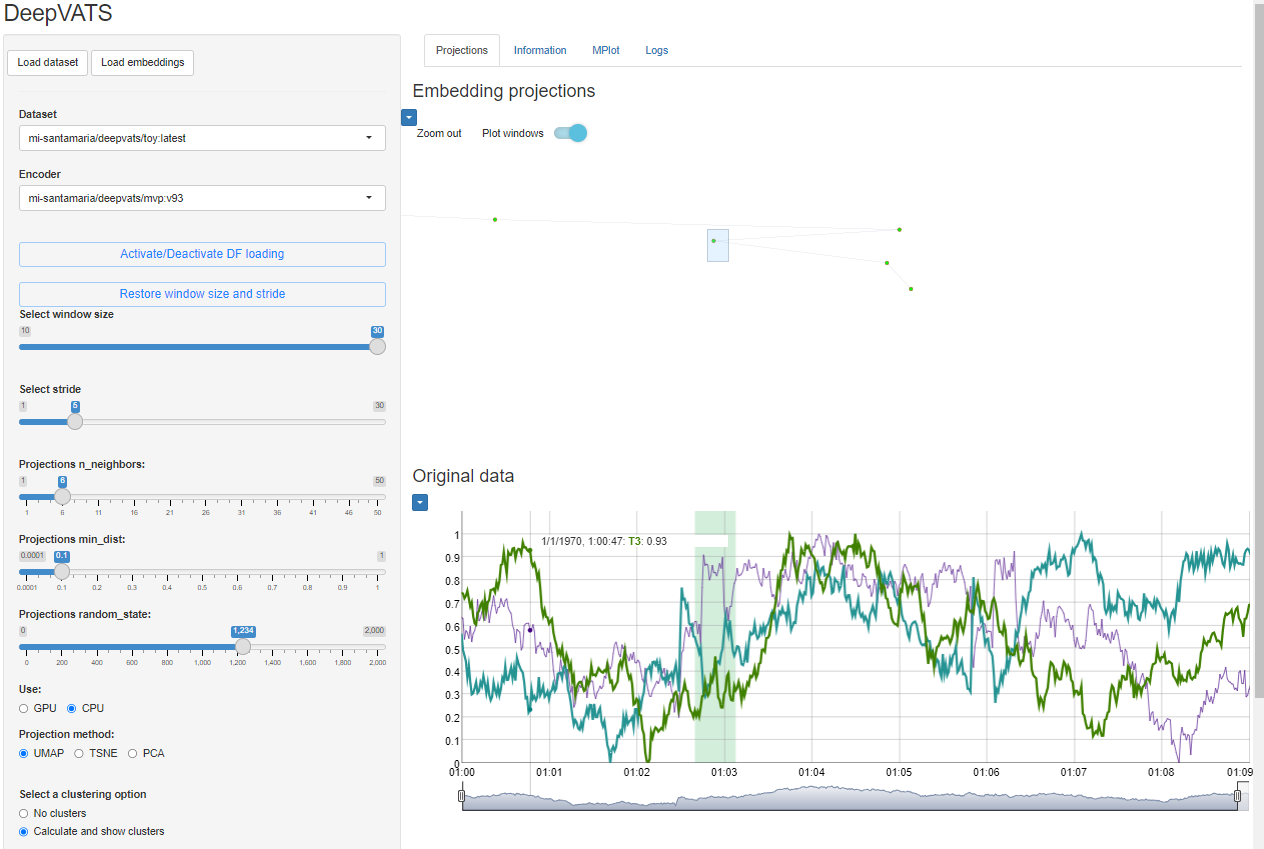 DeepVATS
Load dataset Load embeddings
Dataset
mi-santamaria/deepvats/toy:latest
Encoder
mi-santamaria/deepvats/mvp:v93
Activate/Deactivate DF loading
Restore window size and stride
Select window size
10 30
Select stride
1 5 30
Projections n_neighbors:
1 6 50
1 6 11 16 21 26 31 36 41 46 50
Projections min_dist:
0.0001 0.1 1
0.0001 0.1 0.2 0.3 0.4 0.5 0.6 0.7 0.8 0.9 1
Projections random_state:
0 1,234 2,000
0 200 400 600 800 1,000 1,200 1,400 1,600 1,800 2,000
Use:
GPU CPU
Projection method:
UMAP TSNE PCA
Select a clustering option
No clusters
Calculate and show clusters
Projections Information MPlot Logs
Embedding projections
Zoom out Plot windows
Original data
1/1/1970, 1:00:47: T3: 0.93
1
0.9
0.8
0.7
0.6
0.5
0.4
0.3
0.2
0.1
0
01:00 01:01 01:02 01:03 01:04 01:05 01:06 01:07 01:08 01:09